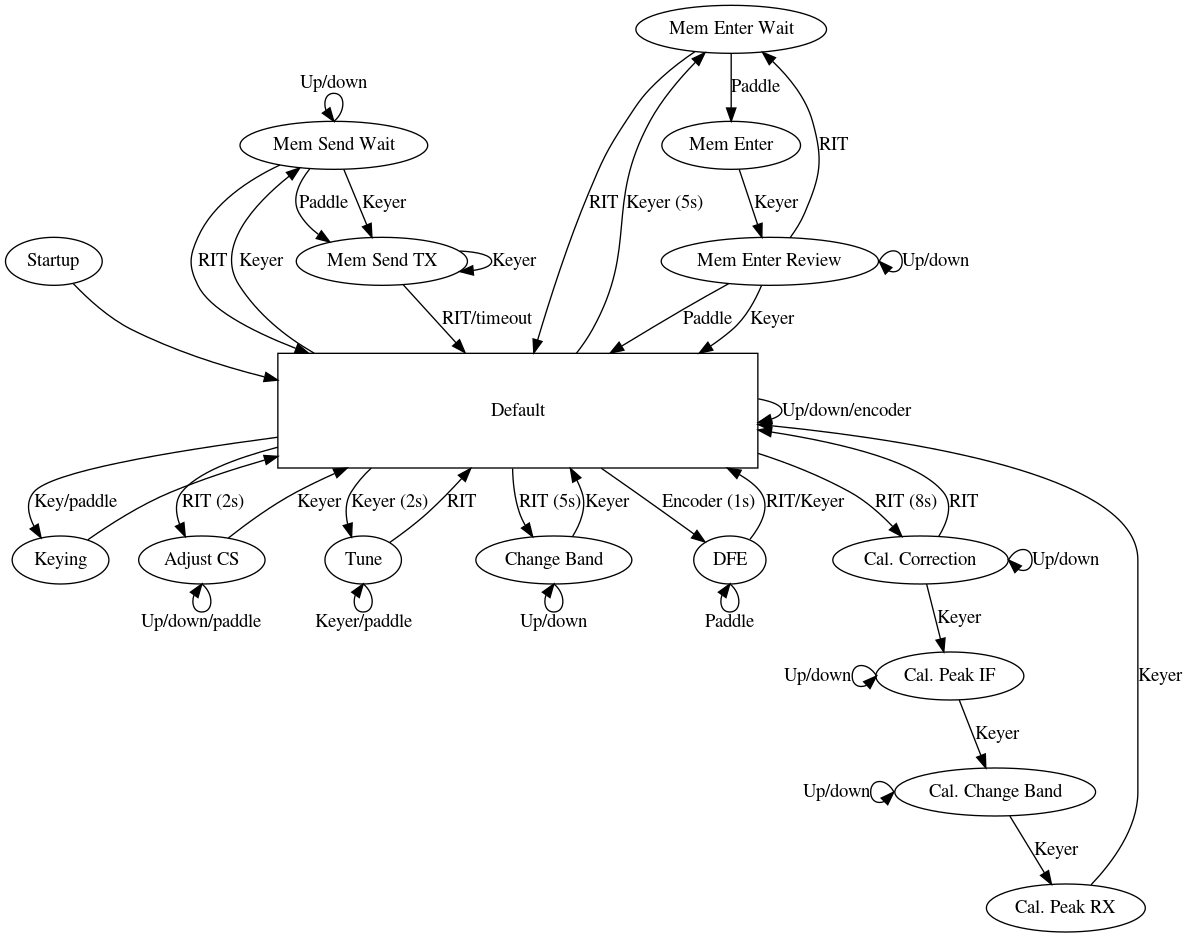 Mem Enter Wait
Up/down
Paddle
Mem Send Wait
Mem Enter
RIT
Paddle
Keyer
RIT
Keyer (5s)
Keyer
Startup
RIT
Keyer
Mem Send TX
Keyer
Mem Enter Review
Up/down
RIT/timeout
Paddle
Keyer
Default
Up/down/encoder
Key/paddle
RIT (2s)
Keyer
Keyer (2s)
RIT
RIT (5s)
Keyer
Encoder (1s)
RIT/Keyer
RIT (8s)
RIT
Keying
Adjust CS
Tune
Change Band
DFE
Cal. Correction
Up/down
Up/down/paddle
Keyer/paddle
Up/down
Paddle
Keyer
Up/down
Cal. Peak IF
Keyer
Keyer
Up/down
Cal. Change Band
Keyer
Cal. Peak RX